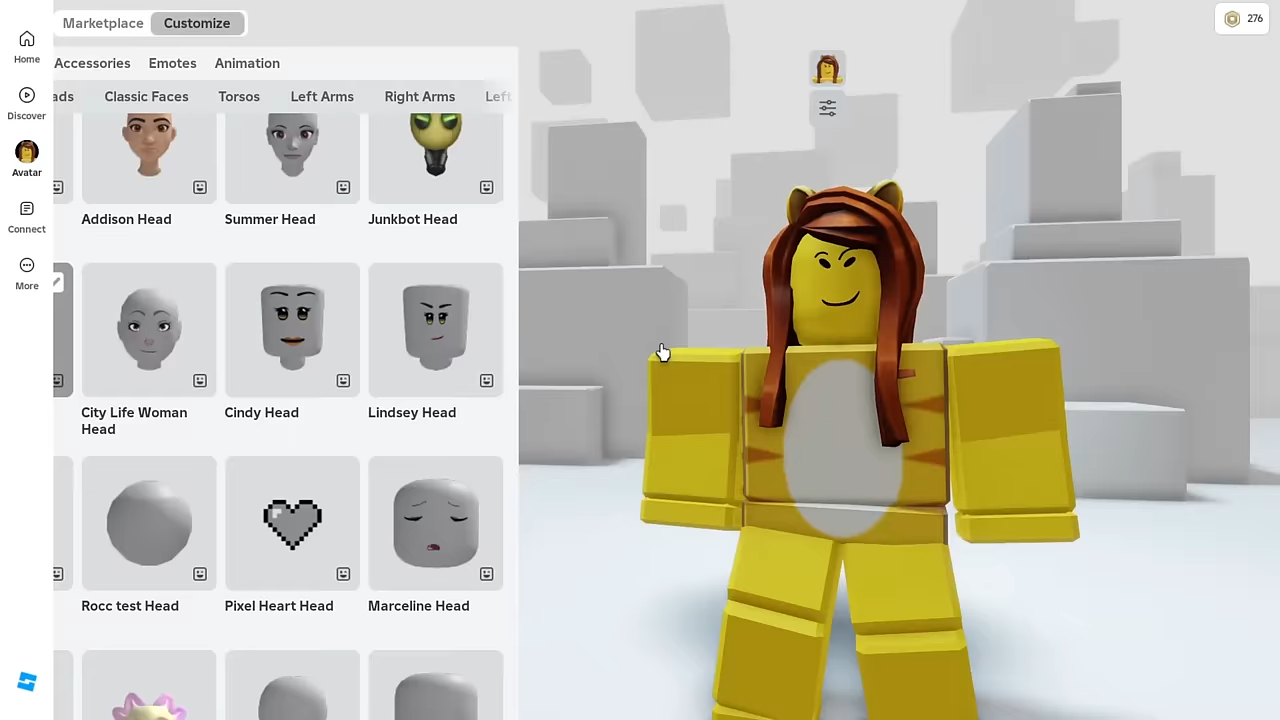 Marketplace
Customize
276
Home
Discover
Avatar
Connect
More
Accessories
Emotes
Animation
ads
Classic Faces
Torsos
Left Arms
Right Arms
Left
Addison Head
Summer Head
Junkbot Head
City Life Woman
Head
Cindy Head
Lindsey Head
Rocc test Head
Pixel Heart Head
Marceline Head